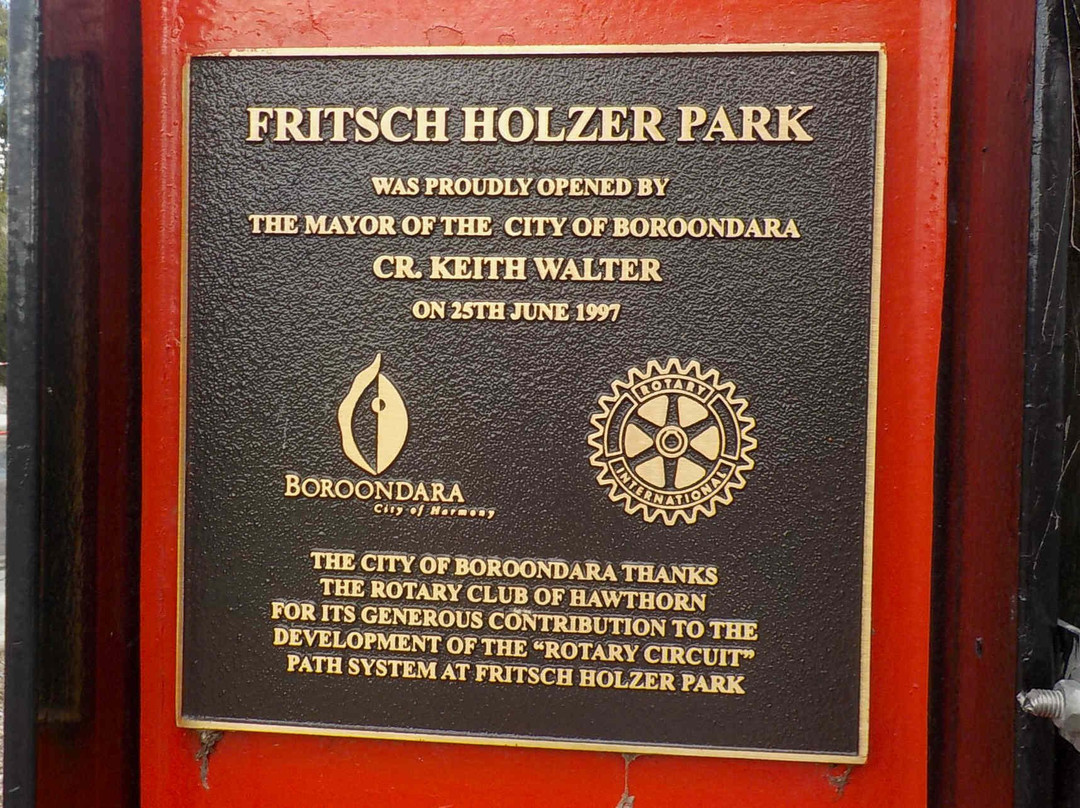 FRITSCH HOLZER PARK
WAS PROUDLY OPENED BY
THE MAYOR OF THE CITY OF BOROONDARA
CR. KEITH WALTER
ON 25TH JUNE 1997
BOROONDARA
City of Harmony
ROTARY
INTERNATIONAL
THE CITY OF BOROONDARA THANKS
THE ROTARY CLUB OF HAWTHORN
FOR ITS GENEROUS CONTRIBUTION TO THE
DEVELOPMENT OF THE “ROTARY CIRCUIT”
PATH SYSTEM AT FRITSCH HOLZER PARK